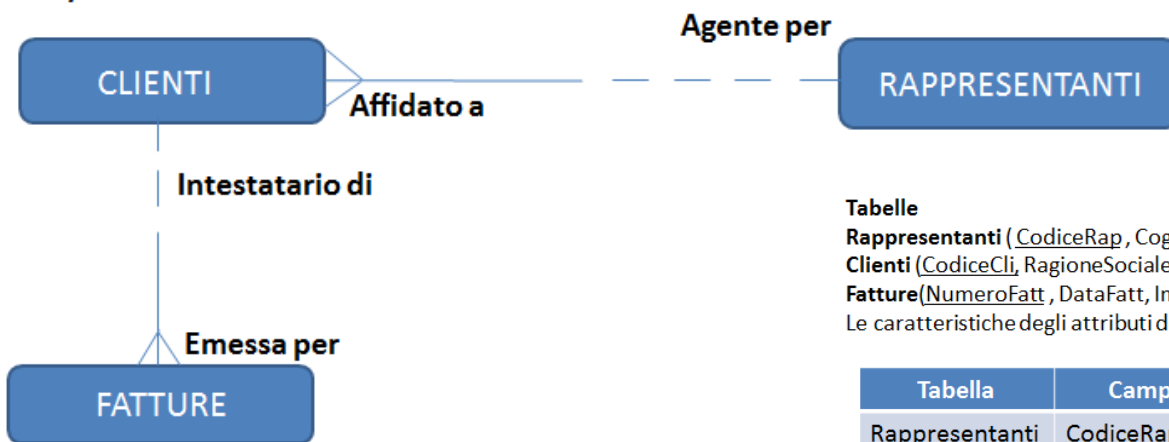 Agente per
CLIENTI
RAPPRESENTANTI
Affidato a
Intestatario di
Tabelle
Rappresentanti ( CodiceRap , Cog
Clienti (CodiceCli, RagioneSociale
Fatture(NumeroFatt , DataFatt, In
Le caratteristiche degli attributi d
Emessa per
FATTURE
Tabella Camp
Rappresentanti CodiceRap